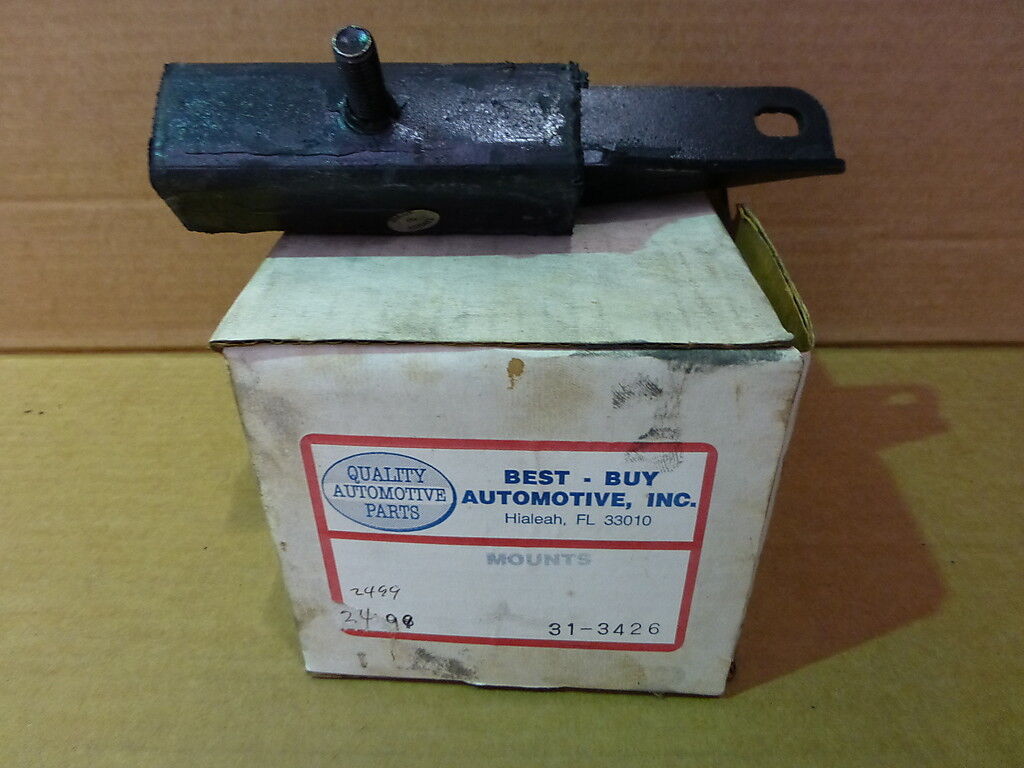 QUALITY
AUTOMOTIVE
PARTS
BEST - BUY
AUTOMOTIVE, INC.
Hialeah, FL 33010
MOUNTS
2499
31-3426